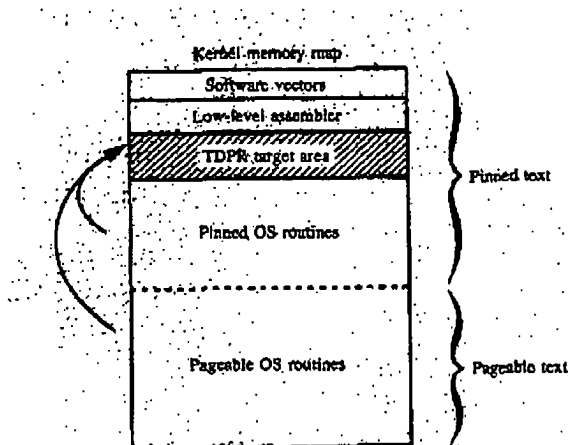 Kernel memory map
Software vectors
Low-level assembler
TDPR target area
Pinned text
Pinned OS routines
Pageable OS routines
Pageable text